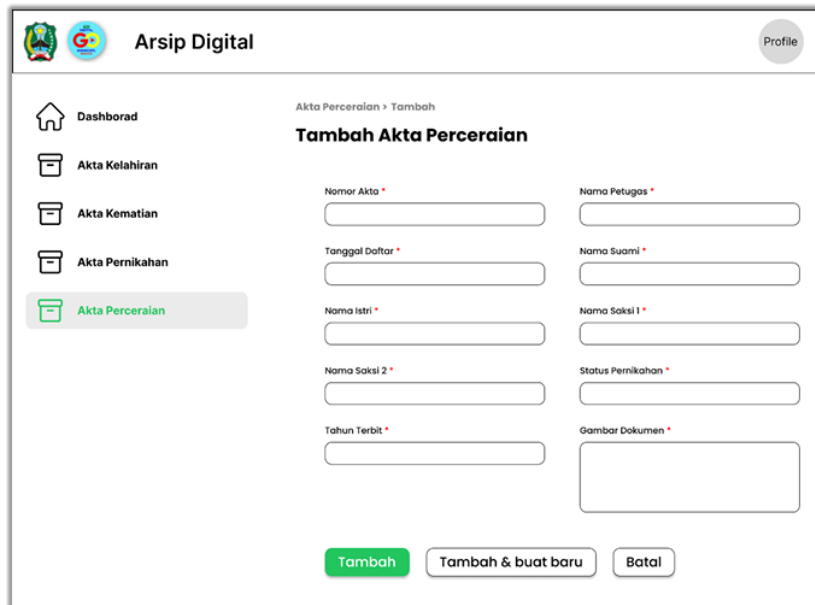 GO
Arsip Digital
Profile
Dashborad
Akta Kelahiran
Akta Kematian
Akta Pernikahan
Akta Perceraian
Akta Perceraian > Tambah
Tambah Akta Perceraian
Nomor Akta *
Nama Petugas *
Tanggal Daftar *
Nama Suami *
Nama Istri *
Nama Saksi 1 *
Nama Saksi 2 *
Status Pernikahan *
Tahun Terbit *
Gambar Dokumen *
Tambah
Tambah & buat baru
Batal